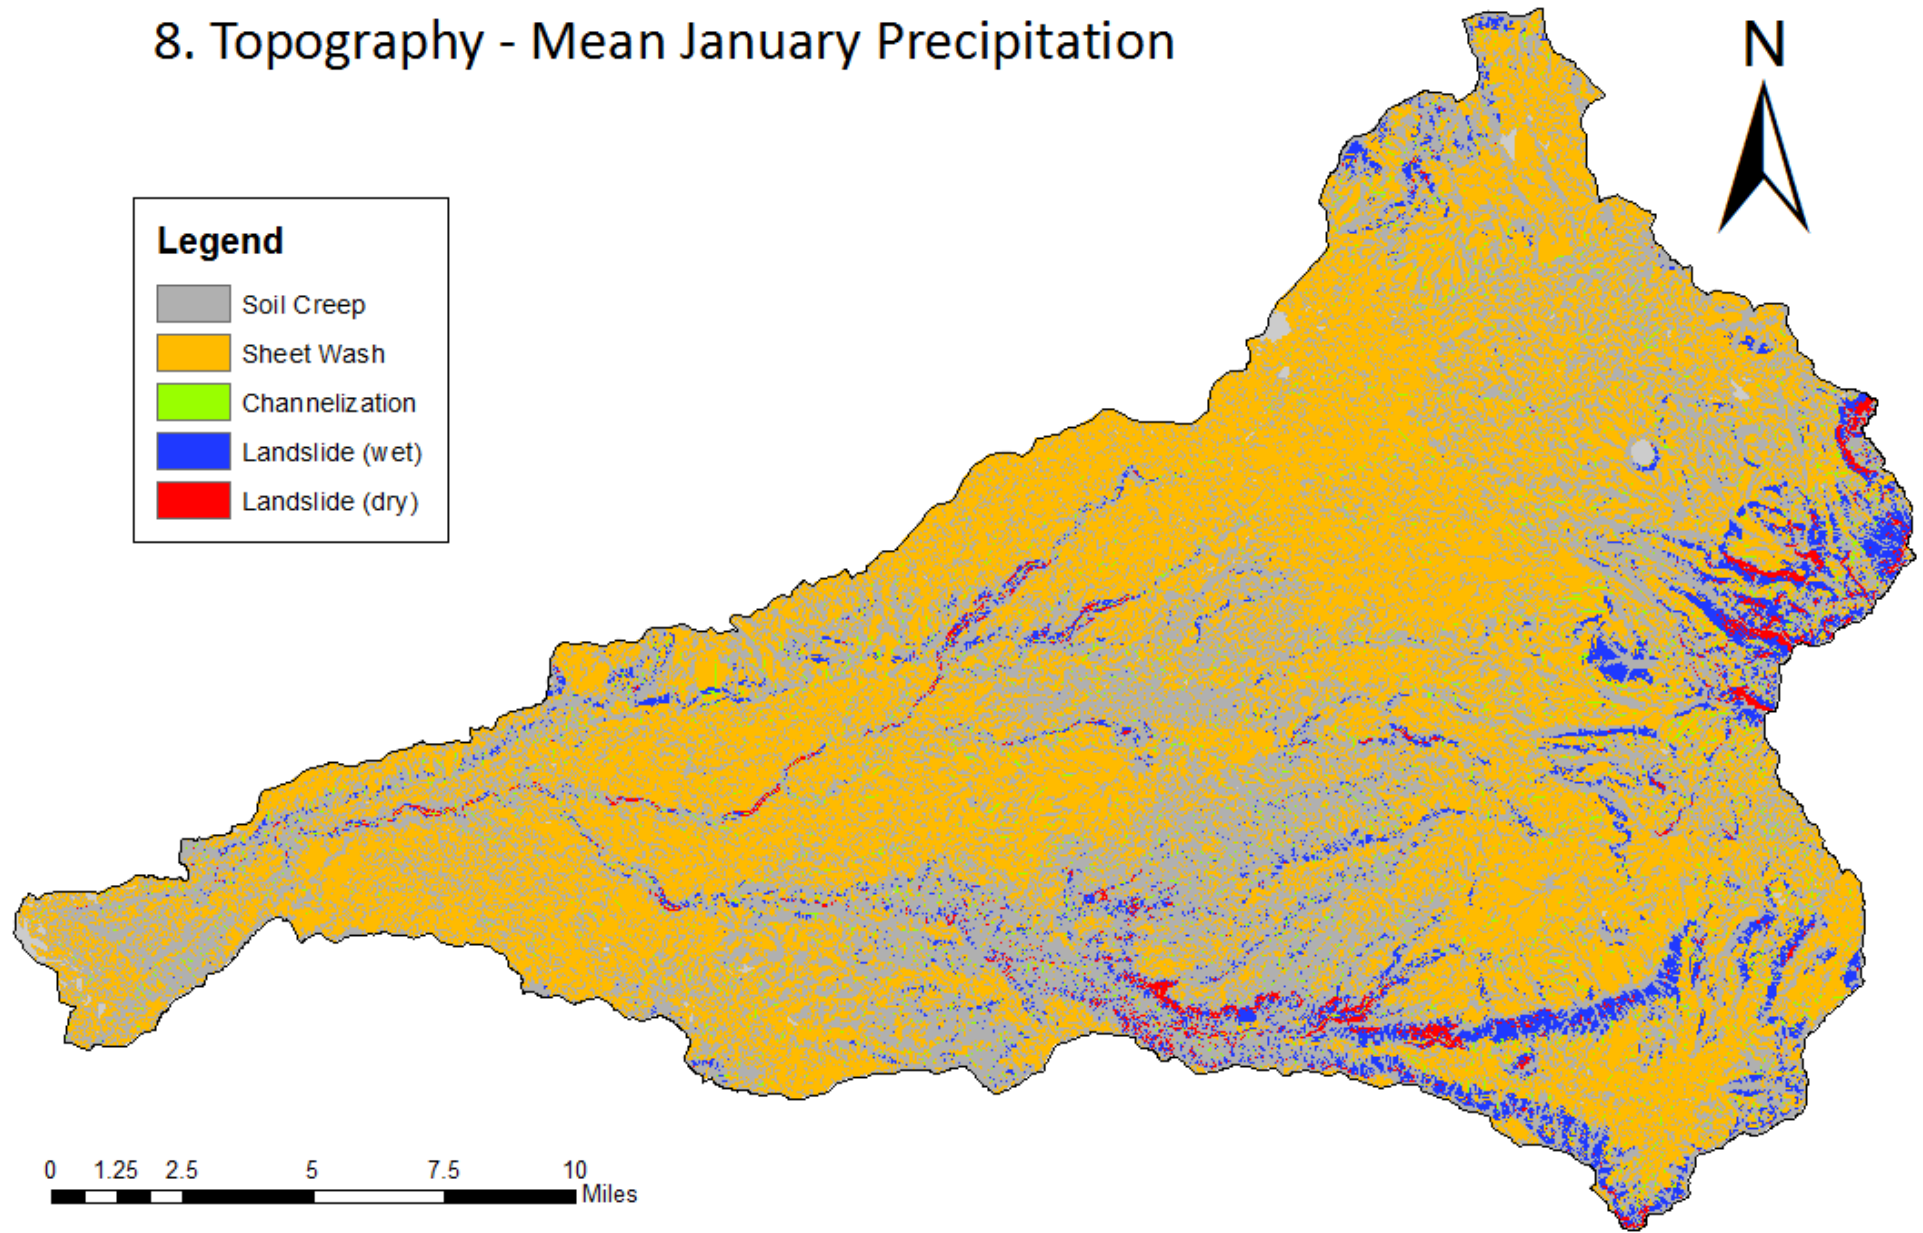 8. Topography - Mean January Precipitation
N
Legend
Soil Creep
Sheet Wash
Channelization
Landslide (wet)
Landslide (dry)
0 1.25 2.5 5 7.5 10
Miles